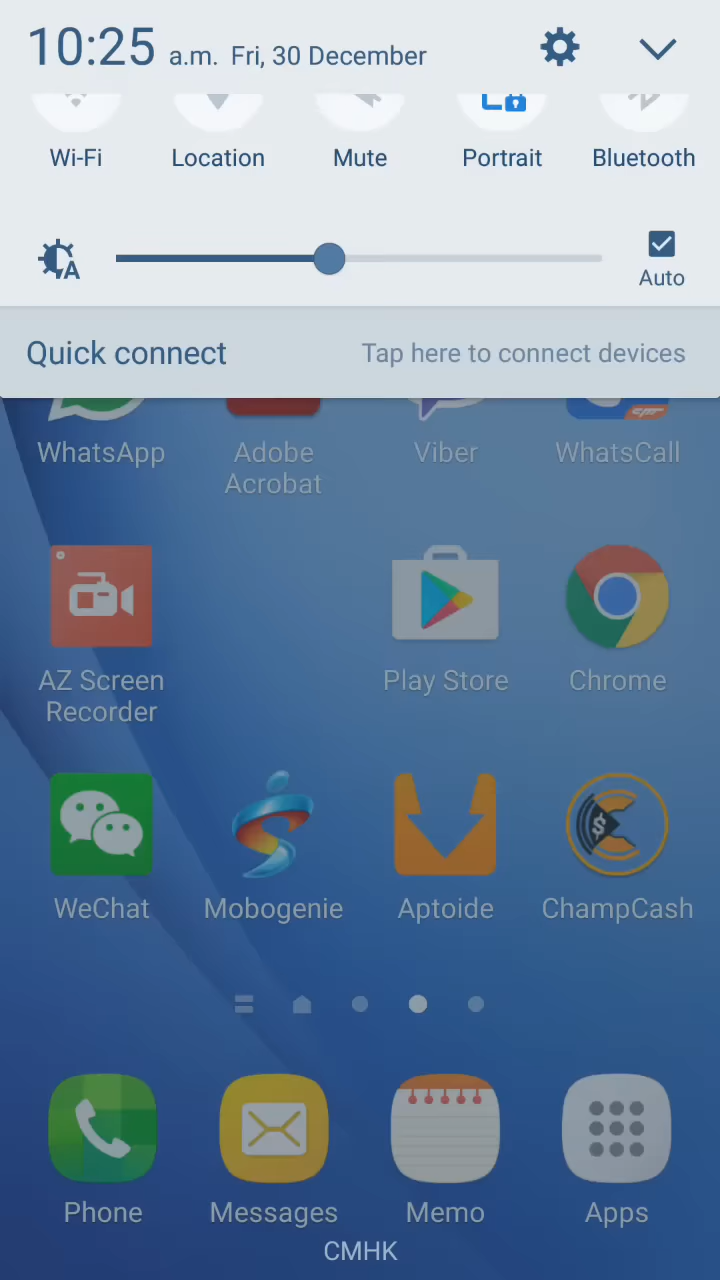 10:25 a.m. Fri, 30 December
Wi-Fi Location Mute Portrait Bluetooth
A
Auto
Quick connect Tap here to connect devices
WhatsApp Adobe Viber WhatsCall
Acrobat
AZ Screen Play Store Chrome
Recorder
$
WeChat Mobogenie Aptoide ChampCash
Phone Messages Memo Apps
CMHK